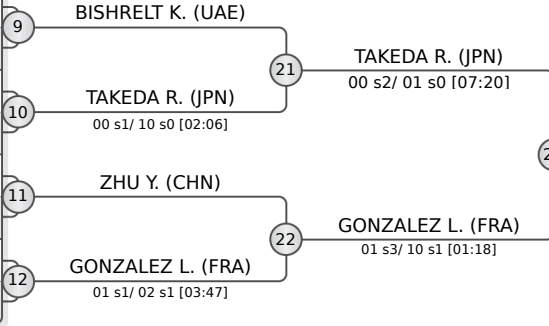 BISHRELT K. (UAE)
9
21
TAKEDA R. (JPN)
00 s2/ 01 s0 [07:20]
TAKEDA R. (JPN)
10
00 s1/ 10 s0 [02:06]
ZHU Y. (CHN)
11
22
GONZALEZ L. (FRA)
01 s3/ 10 s1 [01:18]
GONZALEZ L. (FRA)
12
01 s1/ 02 s1 [03:47]